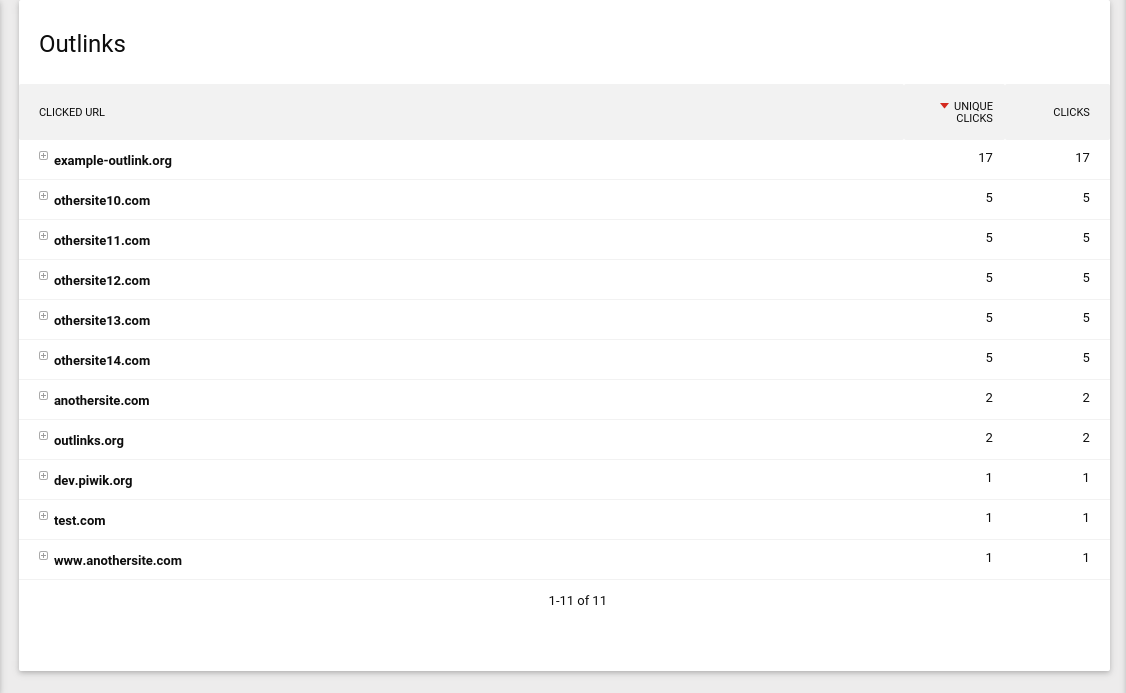 Outlinks
CLICKED URL UNIQUE CLICKS CLICKS
example-outlink.org 17 17
othersite10.com 5 5
othersite11.com 5 5
othersite12.com 5 5
othersite13.com 5 5
othersite14.com 5 5
anothersite.com 2 2
outlinks.org 2 2
dev.piwik.org 1 1
test.com 1 1
www.anothersite.com 1 1
1-11 of 11